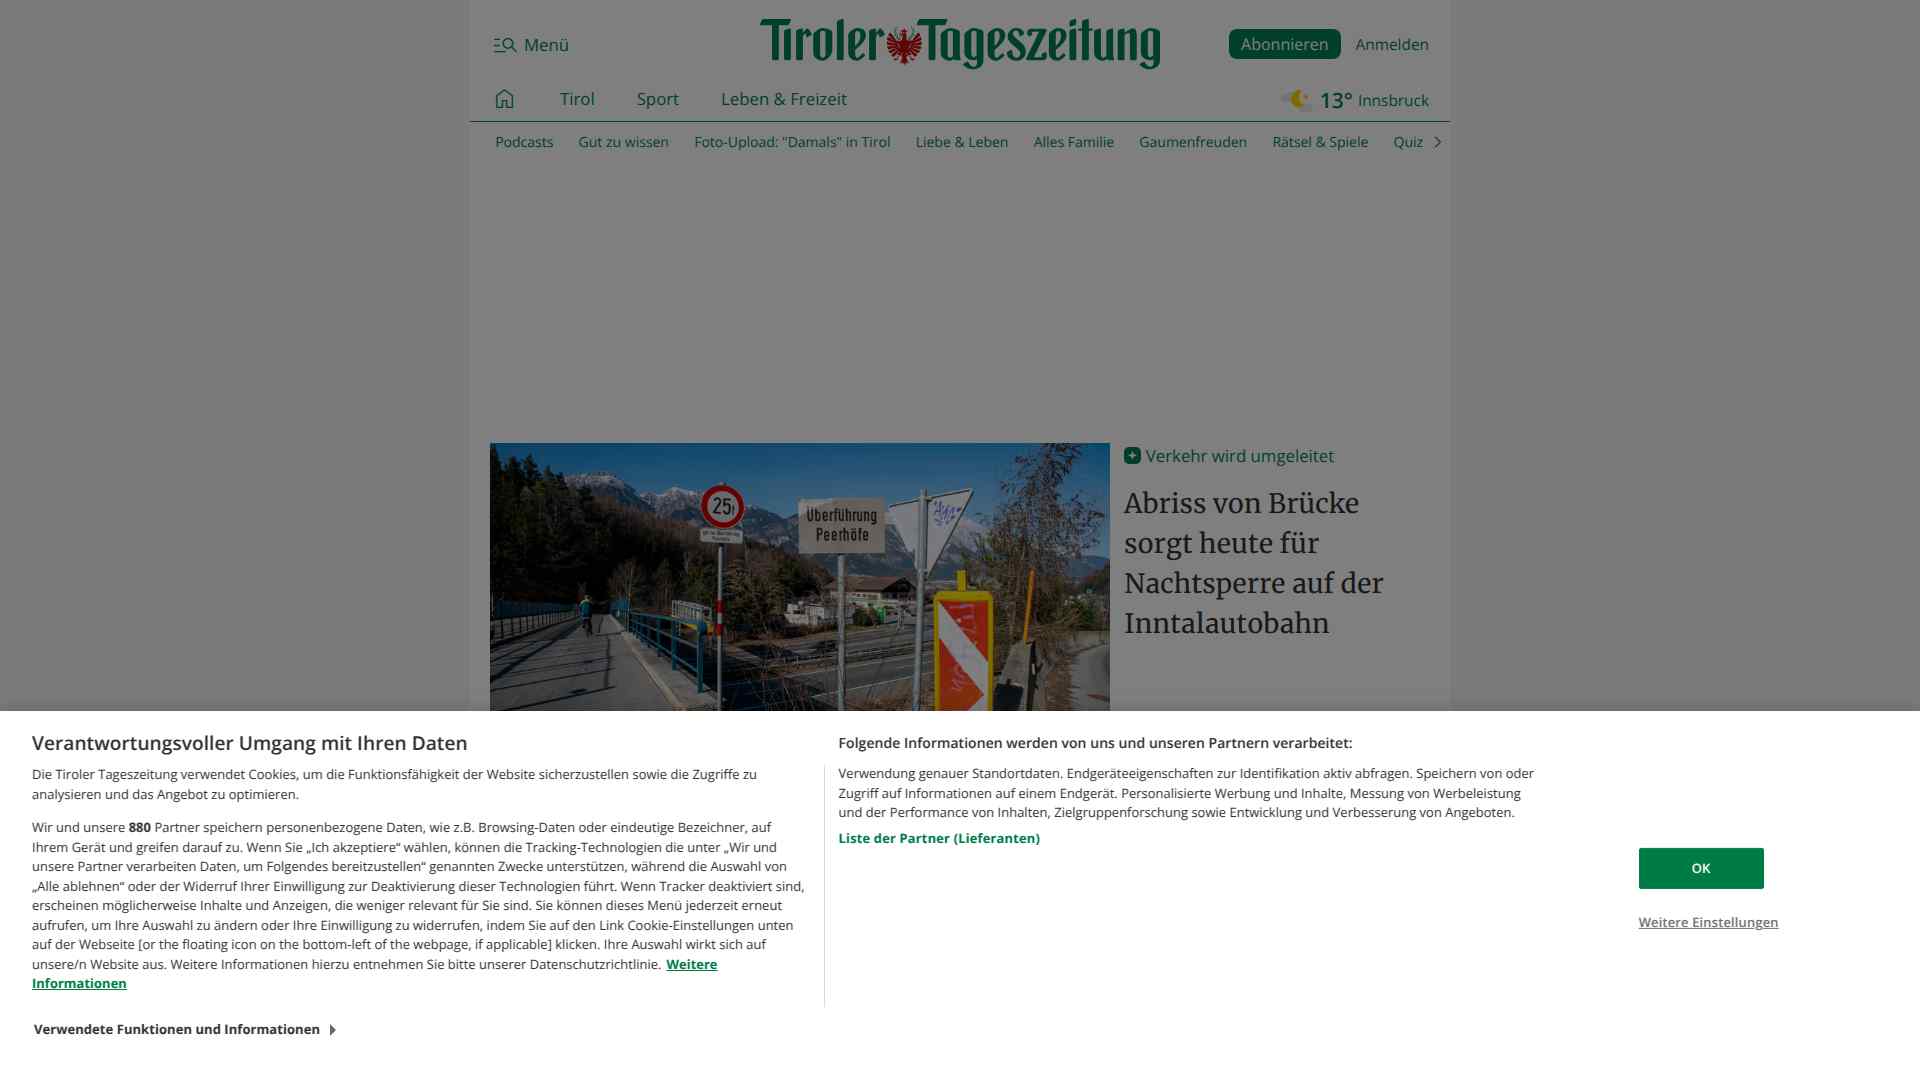 Menü
Tiroler Tageszeitung
Abonnieren
Anmelden
Tirol
Sport
Leben & Freizeit
13° Innsbruck
Podcasts
Gut zu wissen
Foto-Upload: "Damals" in Tirol
Liebe & Leben
Alles Familie
Gaumenfreuden
Rätsel & Spiele
Quiz
25t
Überführung
Peerhöfe
Verkehr wird umgeleitet
Abriss von Brücke
sorgt heute für
Nachtsperre auf der
Inntalautobahn
Verantwortungsvoller Umgang mit Ihren Daten
Die Tiroler Tageszeitung verwendet Cookies, um die Funktionsfähigkeit der Website sicherzustellen sowie die Zugriffe zu
analysieren und das Angebot zu optimieren.
Wir und unsere 880 Partner speichern personenbezogene Daten, wie z.B. Browsing-Daten oder eindeutige Bezeichner, auf
Ihrem Gerät und greifen darauf zu. Wenn Sie „Ich akzeptiere“ wählen, können die Tracking-Technologien die unter „Wir und
unsere Partner verarbeiten Daten, um Folgendes bereitzustellen“ genannten Zwecke unterstützen, während die Auswahl von
„Alle ablehnen“ oder der Widerruf Ihrer Einwilligung zur Deaktivierung dieser Technologien führt. Wenn Tracker deaktiviert sind,
erscheinen möglicherweise Inhalte und Anzeigen, die weniger relevant für Sie sind. Sie können dieses Menü jederzeit erneut
aufrufen, um Ihre Auswahl zu ändern oder Ihre Einwilligung zu widerrufen, indem Sie auf den Link Cookie-Einstellungen unten
auf der Webseite [or the floating icon on the bottom-left of the webpage, if applicable] klicken. Ihre Auswahl wirkt sich auf
unsere/n Website aus. Weitere Informationen hierzu entnehmen Sie bitte unserer Datenschutzrichtlinie. Weitere
Informationen
Verwendete Funktionen und Informationen
Folgende Informationen werden von uns und unseren Partnern verarbeitet:
Verwendung genauer Standortdaten. Endgeräteeigenschaften zur Identifikation aktiv abfragen. Speichern von oder
Zugriff auf Informationen auf einem Endgerät. Personalisierte Werbung und Inhalte, Messung von Werbeleistung
und der Performance von Inhalten, Zielgruppenforschung sowie Entwicklung und Verbesserung von Angeboten.
Liste der Partner (Lieferanten)
OK
Weitere Einstellungen